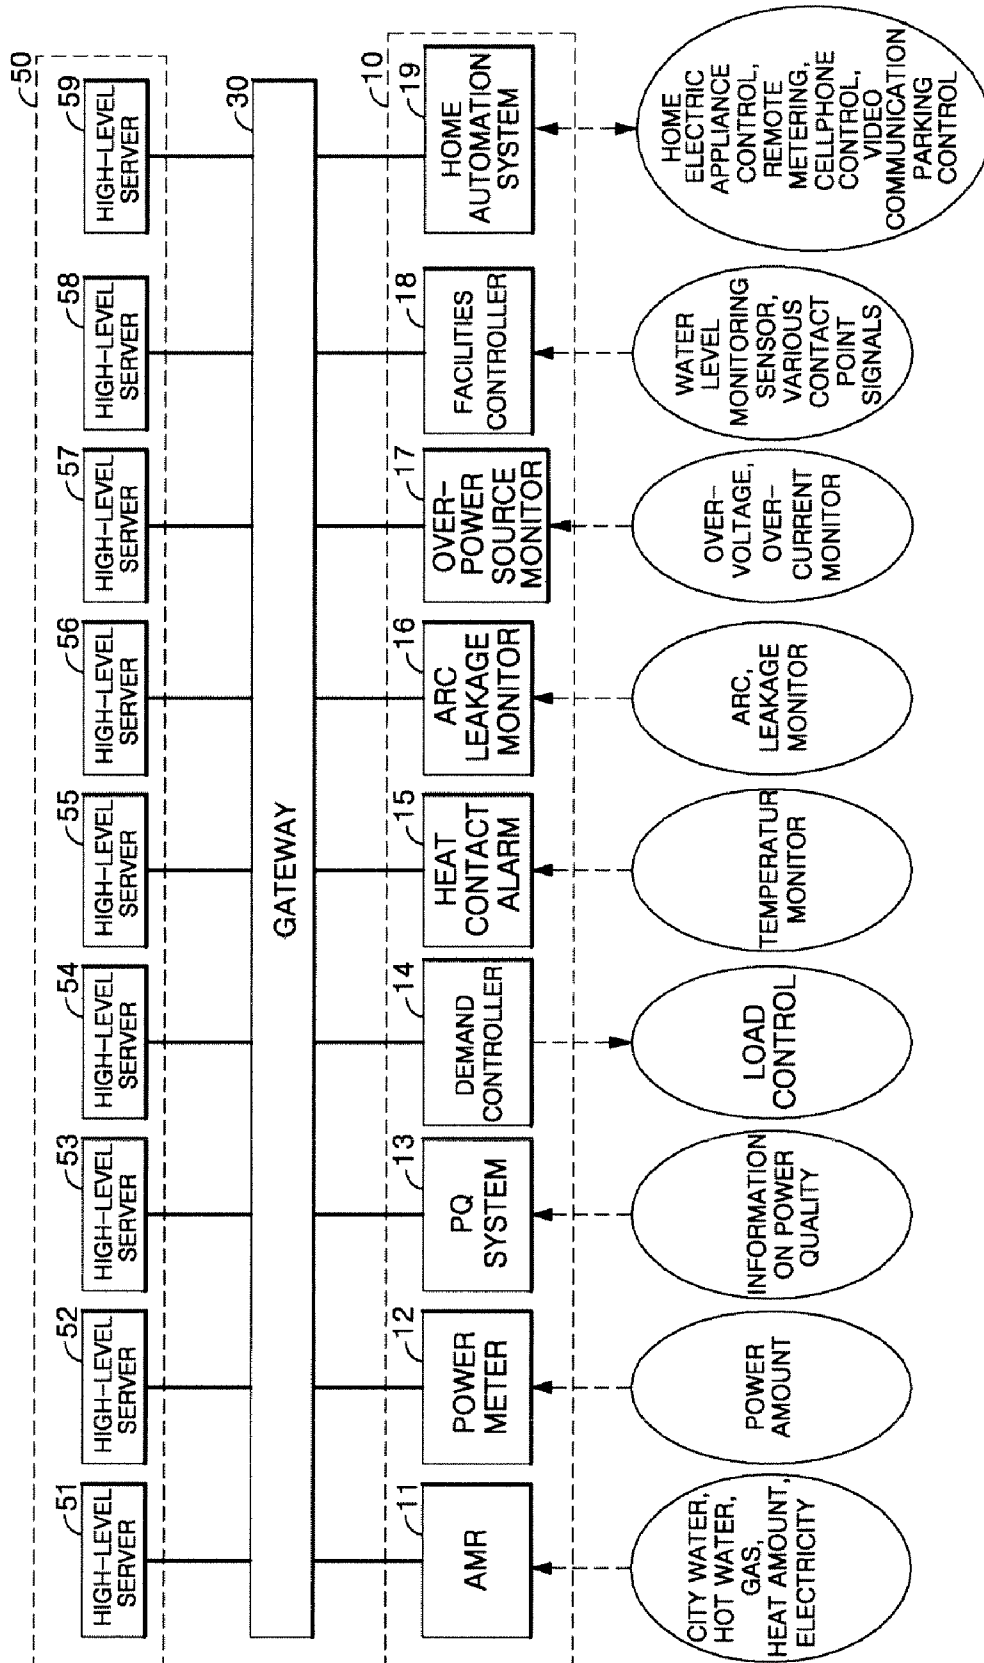 50
51
HIGH-LEVEL
SERVER
52
HIGH-LEVEL
SERVER
53
HIGH-LEVEL
SERVER
54
HIGH-LEVEL
SERVER
55
HIGH-LEVEL
SERVER
56
HIGH-LEVEL
SERVER
57
HIGH-LEVEL
SERVER
58
HIGH-LEVEL
SERVER
59
HIGH-LEVEL
SERVER
30
GATEWAY
10
11
AMR
12
POWER
METER
13
PQ
SYSTEM
14
DEMAND
CONTROLLER
15
HEAT
CONTACT
ALARM
16
ARC
LEAKAGE
MONITOR
17
OVER-
POWER
SOURCE
MONITOR
18
FACILITIES
CONTROLLER
19
HOME
AUTOMATION
SYSTEM
CITY WATER,
HOT WATER,
GAS,
HEAT AMOUNT,
ELECTRICITY
POWER
AMOUNT
INFORMATION
ON POWER
QUALITY
LOAD
CONTROL
TEMPERATUR
MONITOR
ARC,
LEAKAGE
MONITOR
OVER-
VOLTAGE,
OVER-
CURRENT
MONITOR
WATER
LEVEL
MONITORING
SENSOR,
VARIOUS
CONTACT
POINT
SIGNALS
HOME
ELECTRIC
APPLIANCE
CONTROL,
REMOTE
METERING,
CELLPHONE
CONTROL,
VIDEO
COMMUNICATION
PARKING
CONTROL